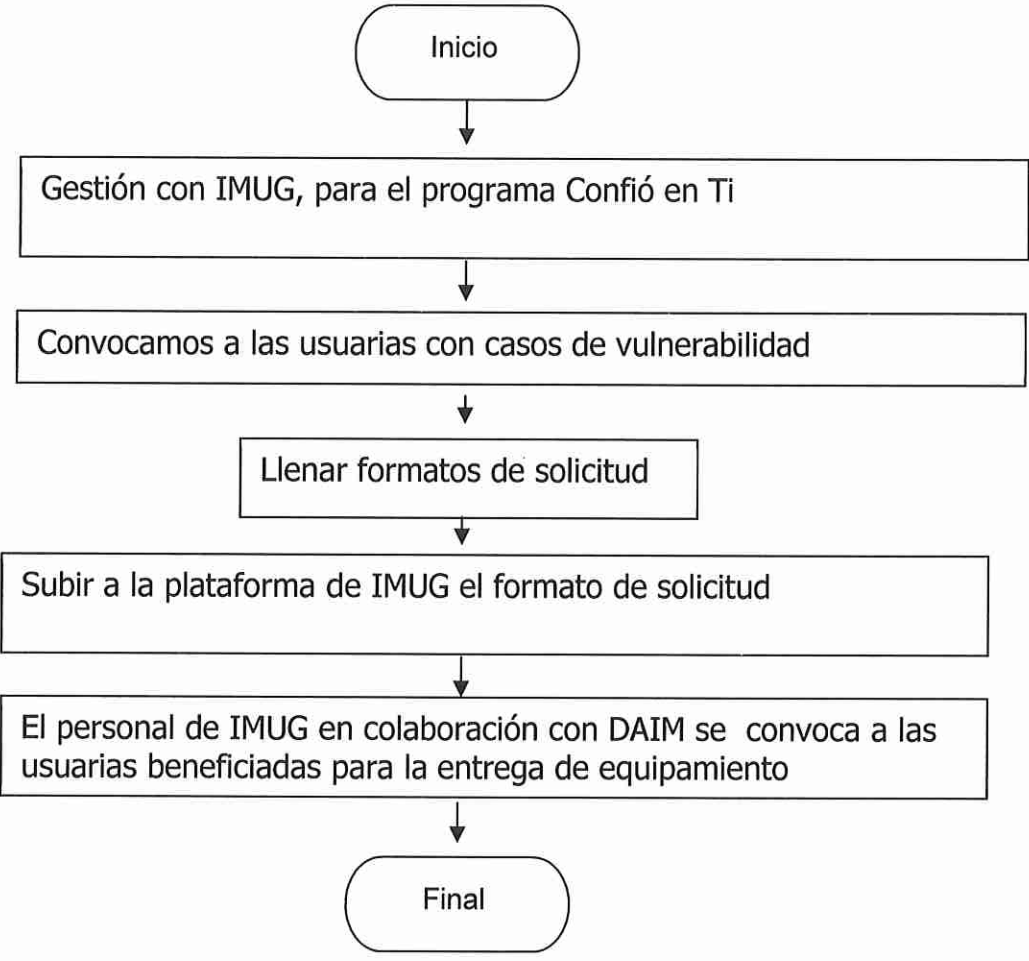 Inicio
Gestión con IMUG, para el programa Confió en Ti
Convocamos a las usuarias con casos de vulnerabilidad
Llenar formatos de solicitud
Subir a la plataforma de IMUG el formato de solicitud
El personal de IMUG en colaboración con DAIM se convoca a las
usuarias beneficiadas para la entrega de equipamiento
Final